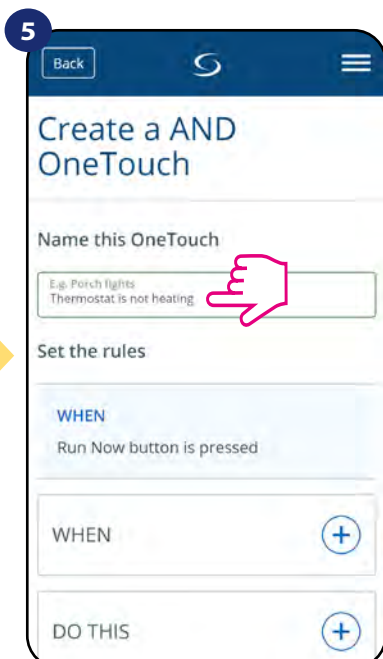 5
Back
Create a AND
OneTouch
Name this OneTouch
E.g. Porch lights
Thermostat is not heating
Set the rules
WHEN
Run Now button is pressed
WHEN
DO THIS